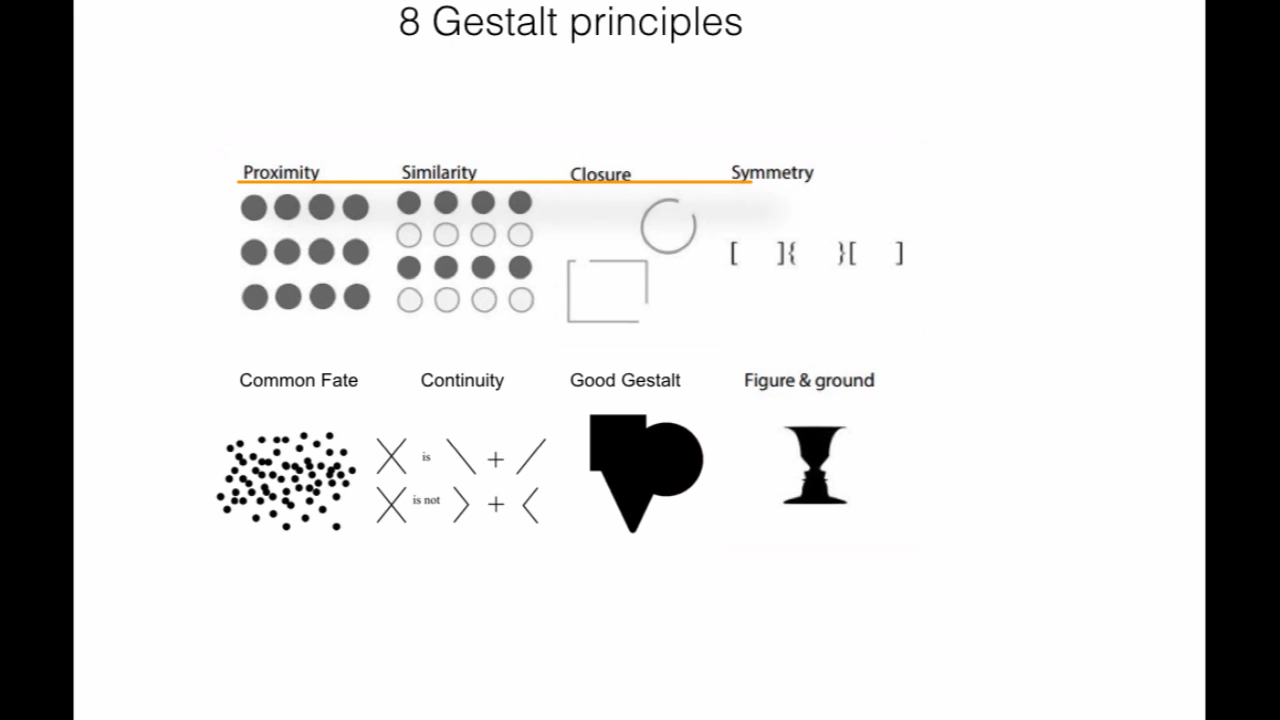 8 Gestalt principles
Proximity Similarity Closure Symmetry
[ ]{ }[ ]
Common Fate Continuity Good Gestalt Figure & ground
X is \ + /
X is not > + <